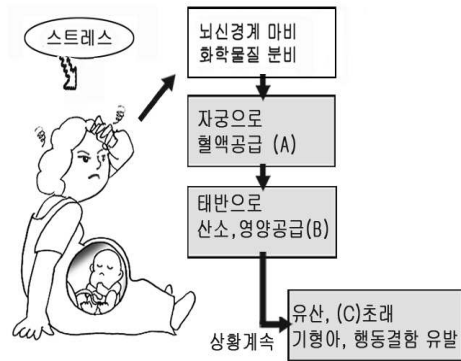 스트레스
뇌신경계 마비
화학물질 분비
자궁으로
혈액공급 (A)
태반으로
산소,영양공급(B)
상황계속
유산, (C)초래
기형아, 행동결함 유발